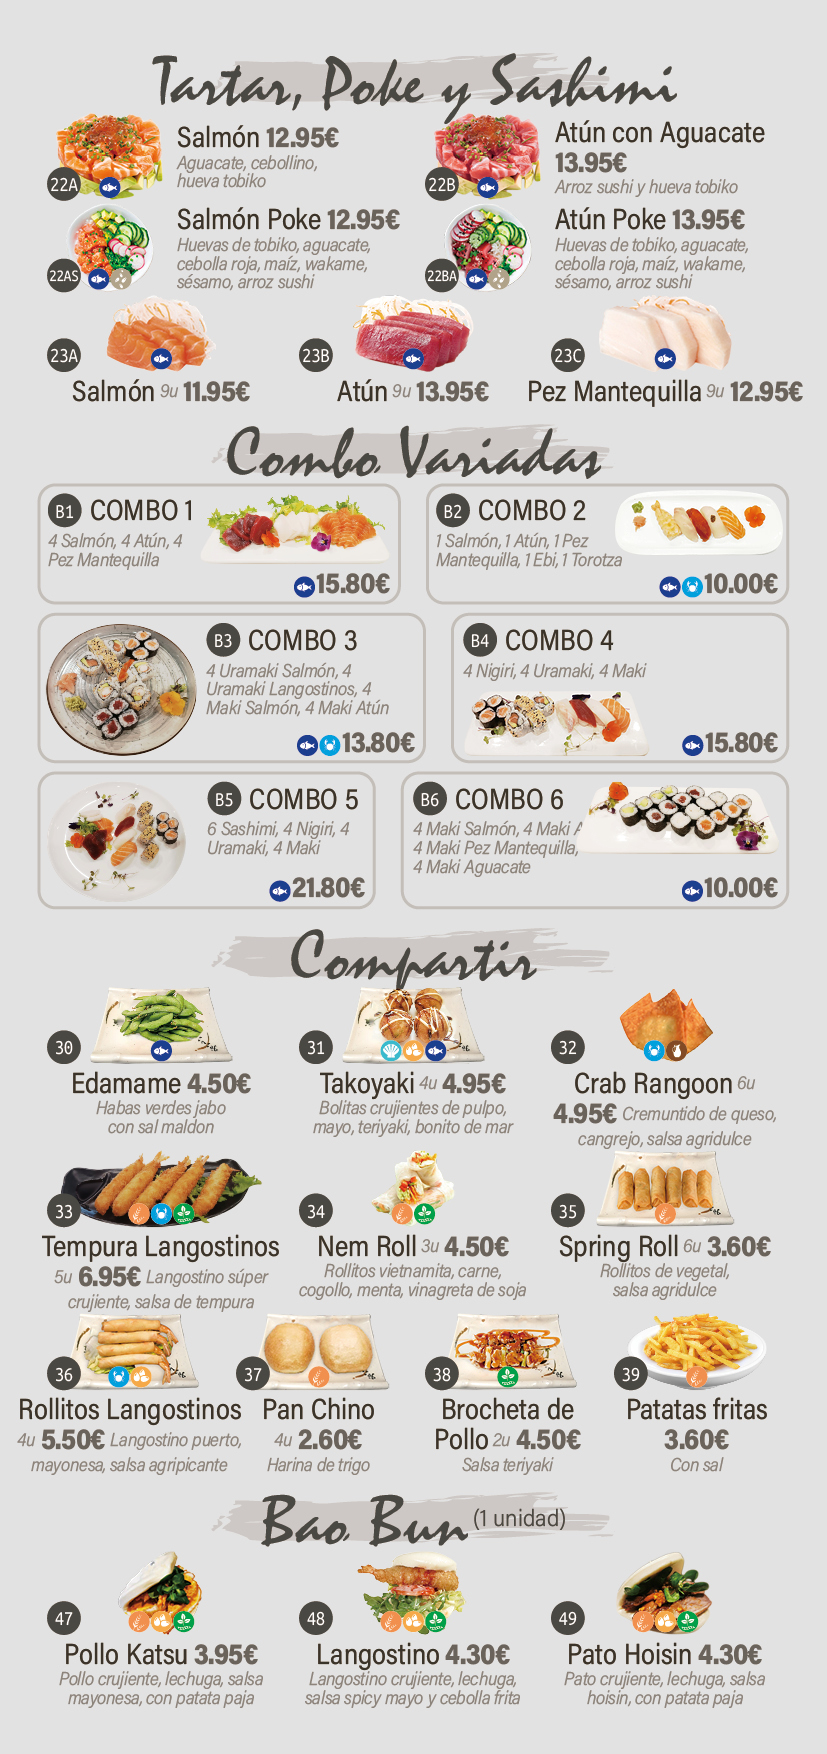 Tartar, Poke y Sashimi
22A
Salmón 12.95€
Aguacate, cebollino,
hueva tobiko
22B
Atún con Aguacate
13.95€
Arroz sushi y hueva tobiko
22AS
Salmón Poke 12.95€
Huevas de tobiko, aguacate,
cebolla roja, maíz, wakame,
sésamo, arroz sushi
22BA
Atún Poke 13.95€
Huevas de tobiko, aguacate,
cebolla roja, maíz, wakame,
sésamo, arroz sushi
23A
Salmón 9u 11.95€
23B
Atún 9u 13.95€
23C
Pez Mantequilla 9u 12.95€
Combo Variadas
B1 COMBO 1
4 Salmón, 4 Atún, 4
Pez Mantequilla
15.80€
B2 COMBO 2
1 Salmón, 1 Atún, 1 Pez
Mantequilla, 1 Ebi, 1 Torotza
10.00€
B3 COMBO 3
4 Uramaki Salmón, 4
Uramaki Langostinos, 4
Maki Salmón, 4 Maki Atún
13.80€
B4 COMBO 4
4 Nigiri, 4 Uramaki, 4 Maki
15.80€
B5 COMBO 5
6 Sashimi, 4 Nigiri, 4
Uramaki, 4 Maki
21.80€
B6 COMBO 6
4 Maki Salmón, 4 Maki
4 Maki Pez Mantequilla,
4 Maki Aguacate
10.00€
Compartir
30
Edamame 4.50€
Habas verdes jabo
con sal maldon
31
Takoyaki 4u 4.95€
Bolitas crujientes de pulpo,
mayo, teriyaki, bonito de mar
32
Crab Rangoon 6u
4.95€ Cremuntido de queso,
cangrejo, salsa agridulce
33
Tempura Langostinos
5u 6.95€ Langostino súper
crujiente, salsa de tempura
34
Nem Roll 3u 4.50€
Rollitos vietnamita, carne,
cogollo, menta, vinagreta de soja
35
Spring Roll 6u 3.60€
Rollitos de vegetal,
salsa agridulce
36
Rollitos Langostinos
4u 5.50€ Langostino puerto,
mayonesa, salsa agripicante
37
Pan Chino
4u 2.60€
Harina de trigo
38
Brocheta de
Pollo 2u 4.50€
Salsa teriyaki
39
Patatas fritas
3.60€
Con sal
Bao Bun (1 unidad)
47
Pollo Katsu 3.95€
Pollo crujiente, lechuga, salsa
mayonesa, con patata paja
48
Langostino 4.30€
Langostino crujiente, lechuga,
salsa spicy mayo y cebolla frita
49
Pato Hoisin 4.30€
Pato crujiente, lechuga, salsa
hoisin, con patata paja